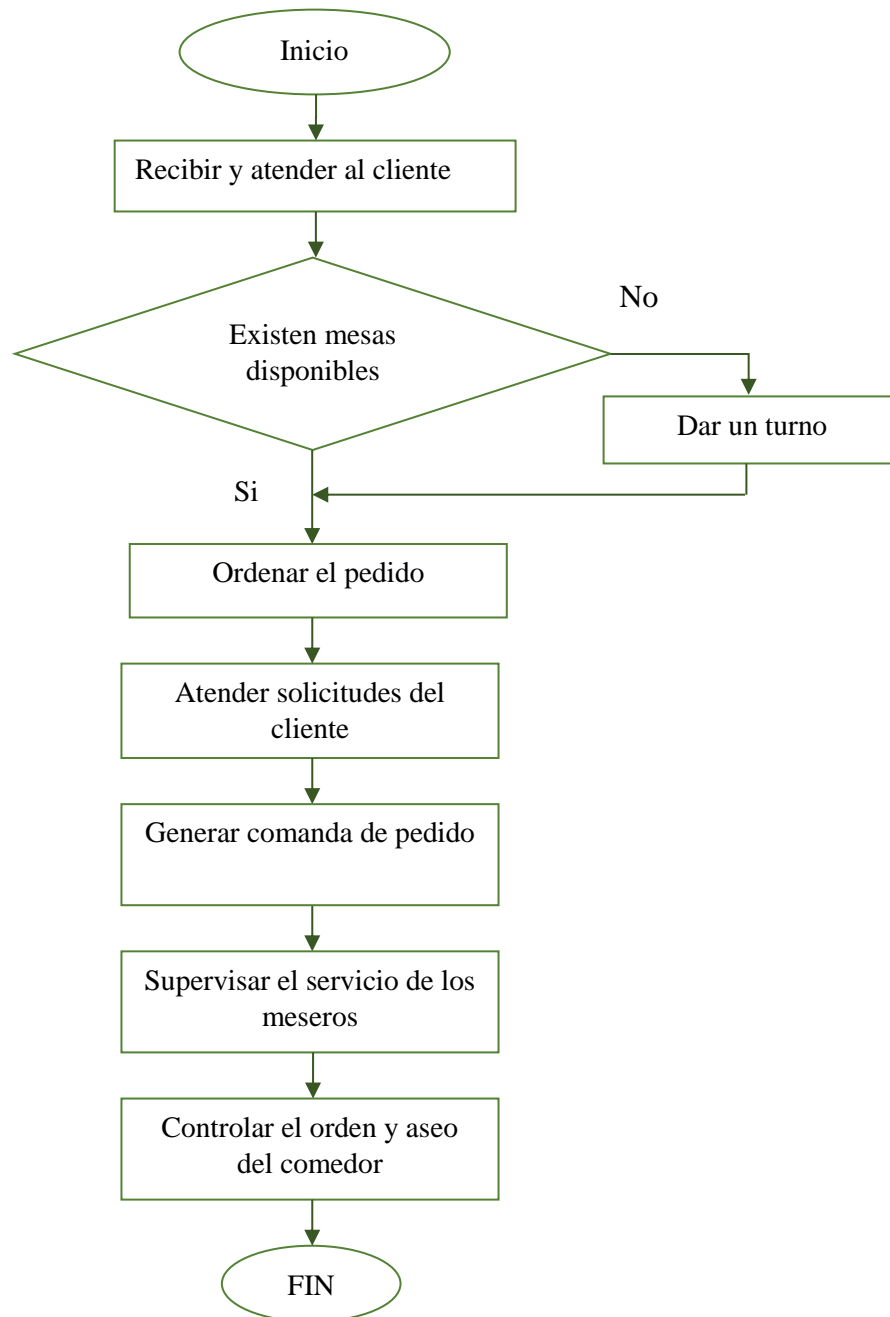 Inicio
Recibir y atender al cliente
No
Existen mesas
disponibles
Dar un turno
Si
Ordenar el pedido
Atender solicitudes del
cliente
Generar comanda de pedido
Supervisar el servicio de los
meseros
Controlar el orden y aseo
del comedor
FIN